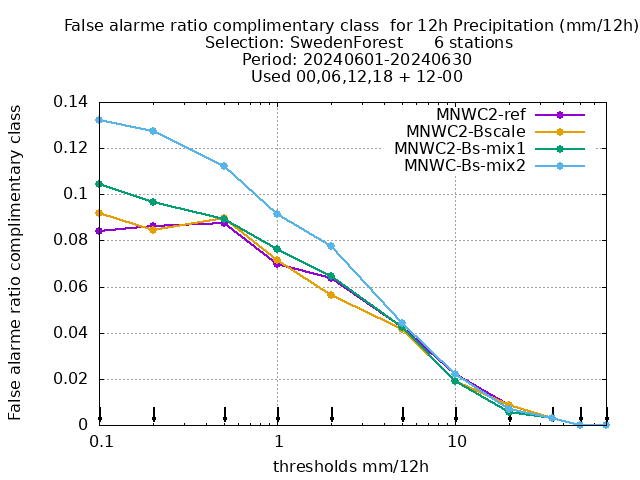 False alarme ratio complimentary class  for 12h Precipitation (mm/12h)
Selection: SwedenForest      6 stations
Period: 20240601-20240630
Used 00,06,12,18 + 12-00
MNWC2-ref
MNWC2-Bscale
MNWC2-Bs-mix1
MNWC-Bs-mix2
False alarme ratio complimentary class
0.14
0.12
0.1
0.08
0.06
0.04
0.02
0
0.1 1 10
thresholds mm/12h